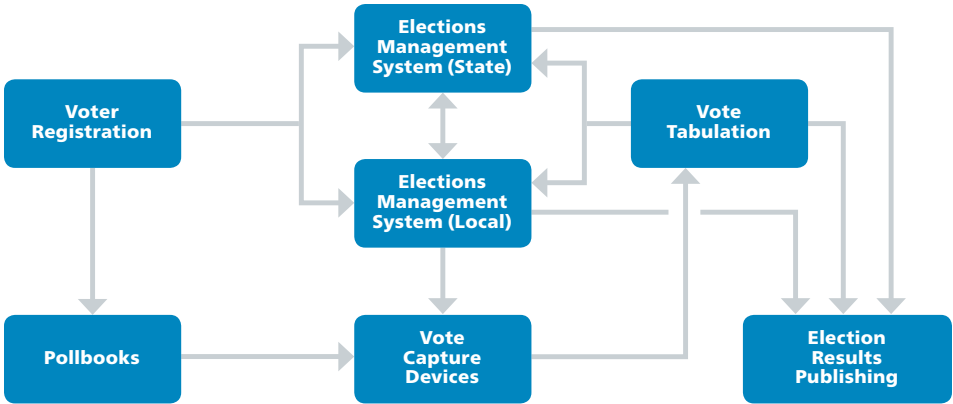 Elections
Management
System (State)
Voter
Registration
Vote
Tabulation
Elections
Management
System (Local)
Pollbooks
Vote
Capture
Devices
Election
Results
Publishing